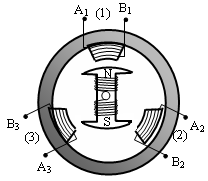 A1 (1) B1
N
S
B3 (3) A3
A2 (2) B2